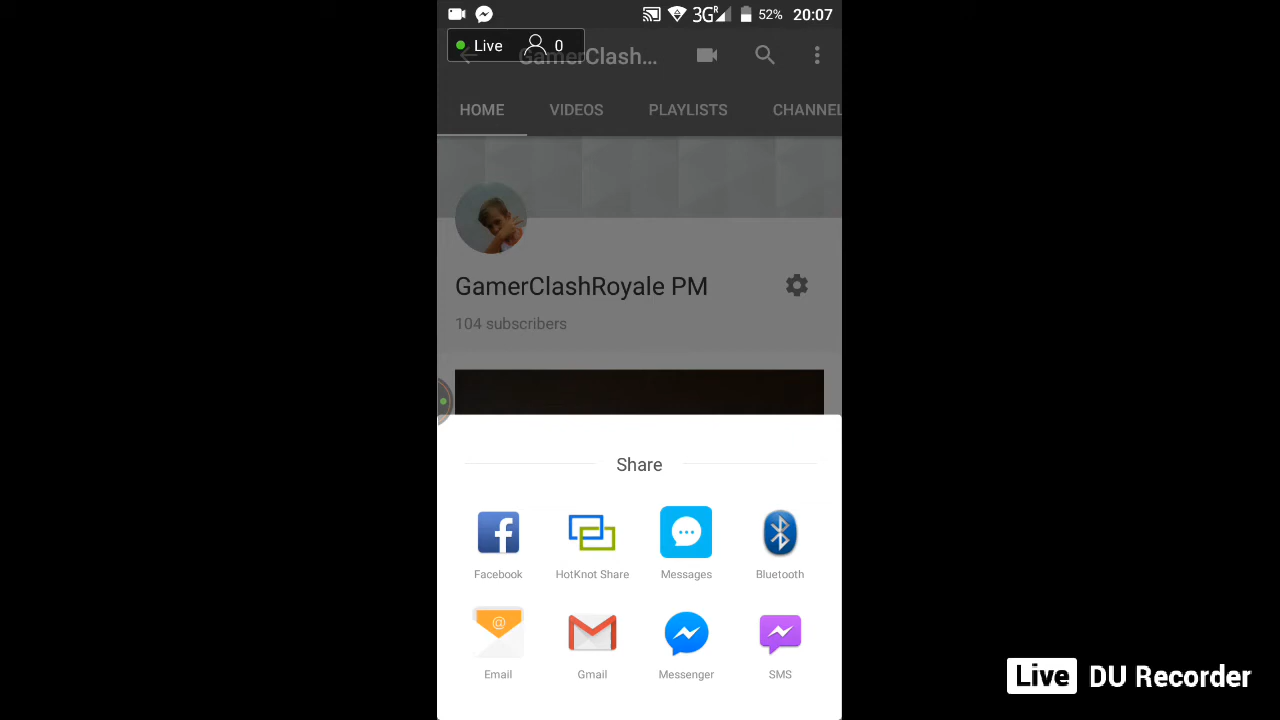 3G R 52% 20:07
Live 0
GamerClash...
HOME VIDEOS PLAYLISTS CHANNEL
GamerClashRoyale PM
104 subscribers
Share
Facebook HotKnot Share Messages Bluetooth
@
Email Gmail Messenger SMS
Live DU Recorder